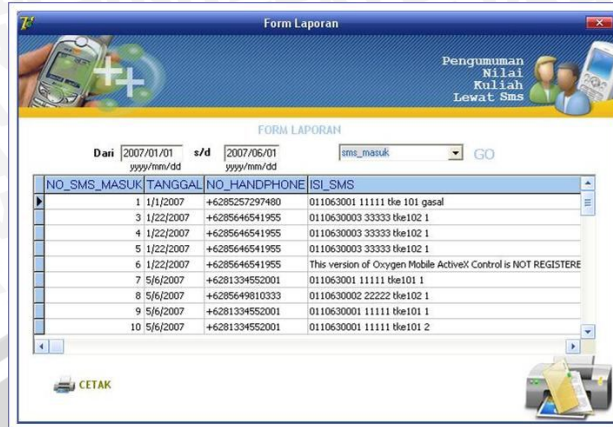 Form Laporan
Pengumuman
Nilai
Kuliah
Lewat Sms
FORM LAPORAN
Dari 2007/01/01 s/d 2007/06/01 sms_masuk GO
yyyy/mm/dd yyyy/mm/dd
NO_SMS_MASUK TANGGAL NO_HANDPHONE ISI_SMS
1 1/1/2007 +6285257297480 011063001 11111 tke 101 gasal
3 1/22/2007 +6285646541955 0110630003 33333 tke102 1
4 1/22/2007 +6285646541955 0110630003 33333 tke102 1
5 1/22/2007 +6285646541955 0110630003 33333 tke102 1
6 1/22/2007 +6285646541955 This version of Oxygen Mobile ActiveX Control is NOT REGISTERE
7 5/6/2007 +6281334552001 011063001 11111 tke101 1
8 5/6/2007 +6285649810333 0110630002 22222 tke102 1
9 5/6/2007 +6281334552001 0110630001 11111 tke101 1
10 5/6/2007 +6281334552001 0110630001 11111 tke101 2
CETAK